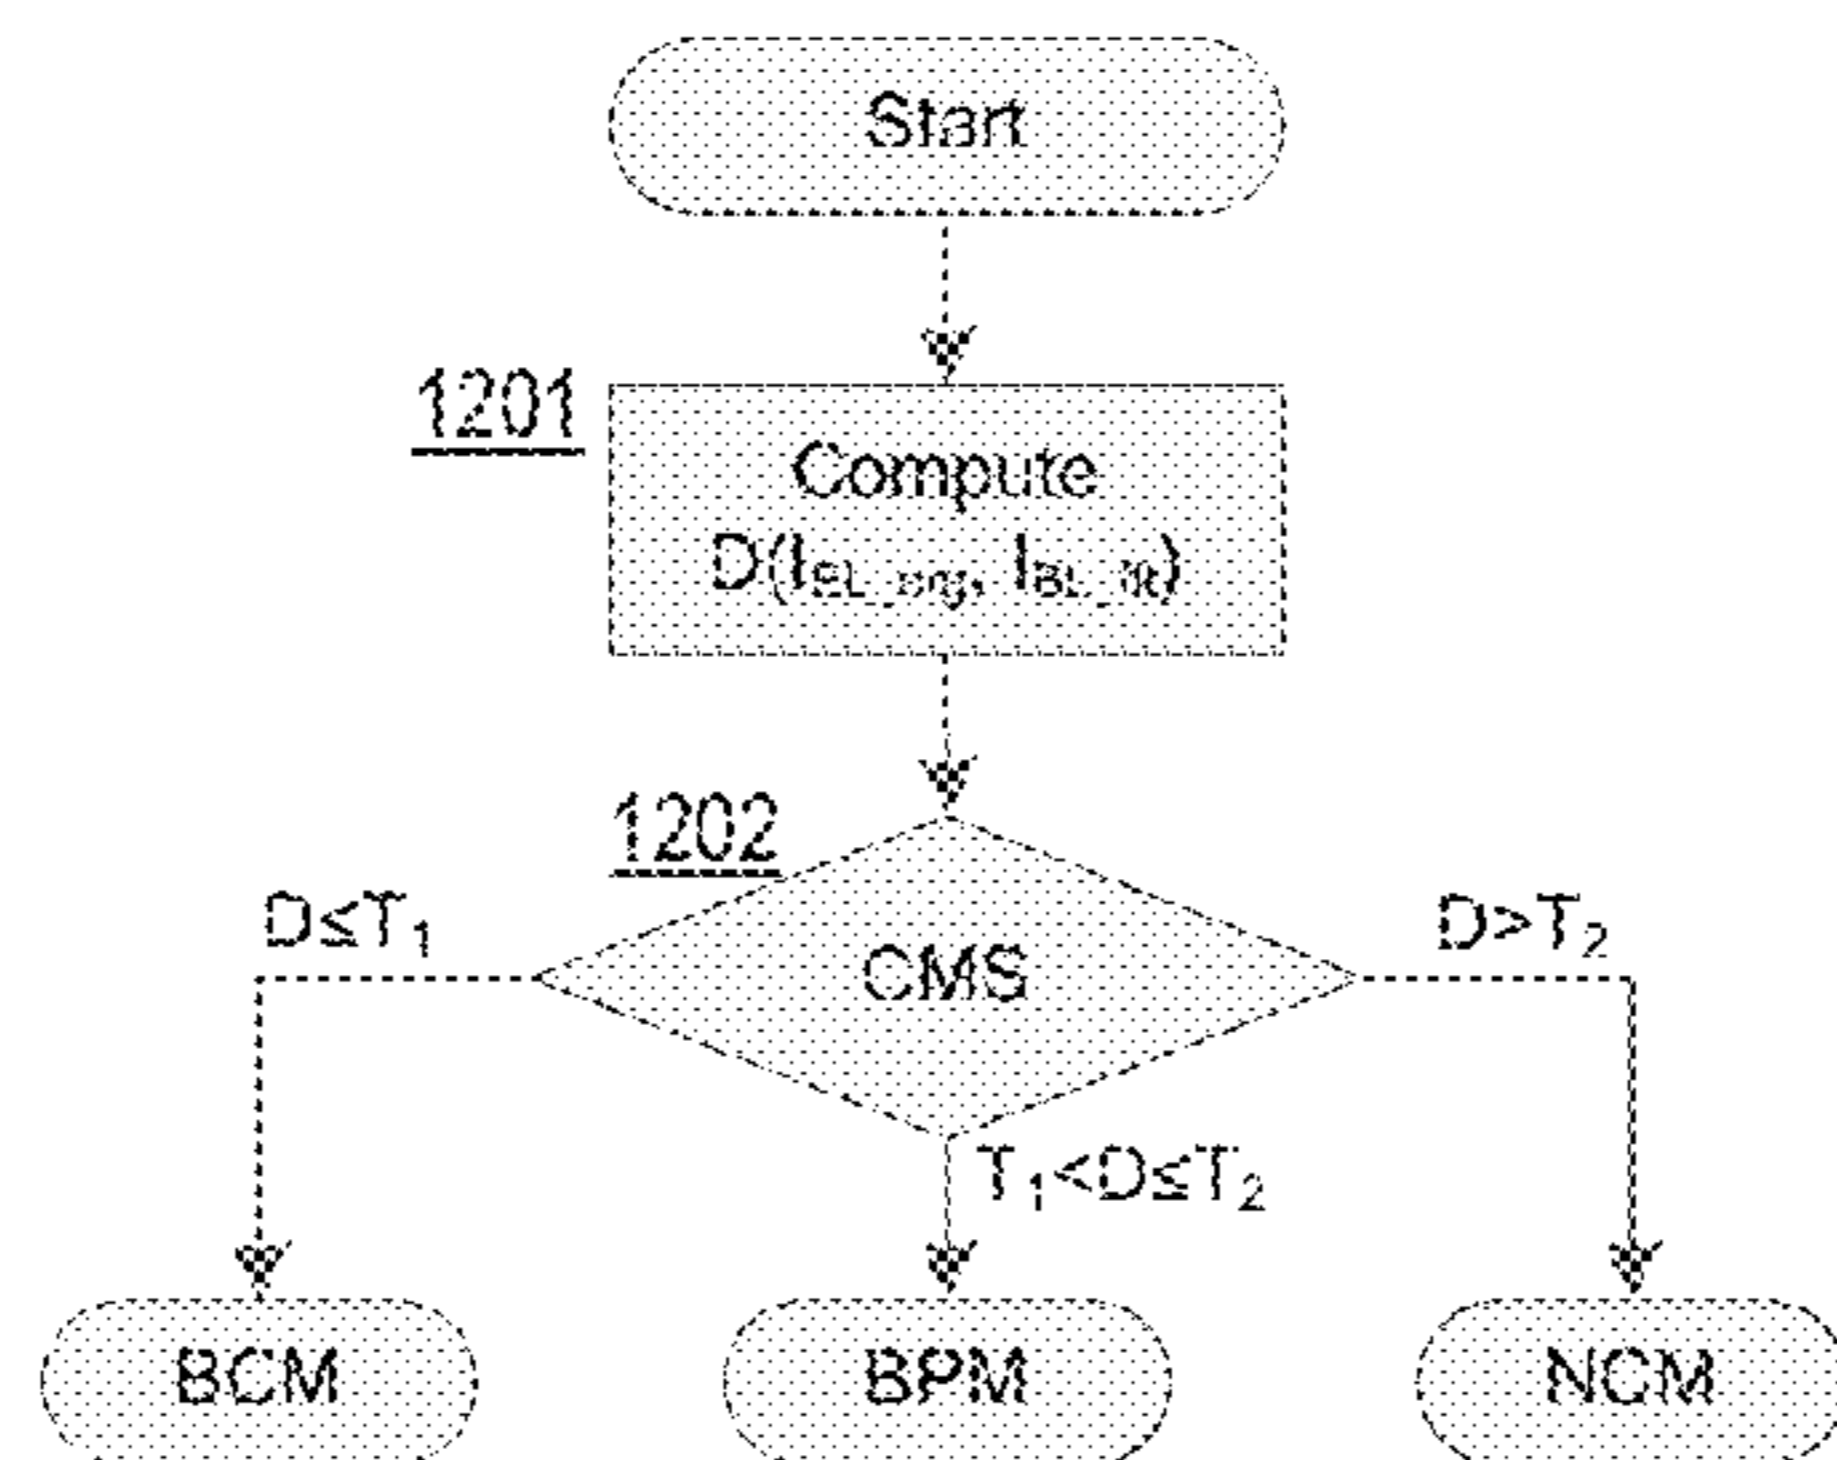 Start
1201
Compute
D(I
1202
D≤T₁
D>T₂
CMS
T₁<D≤T₂
BCM
BPM
NCM